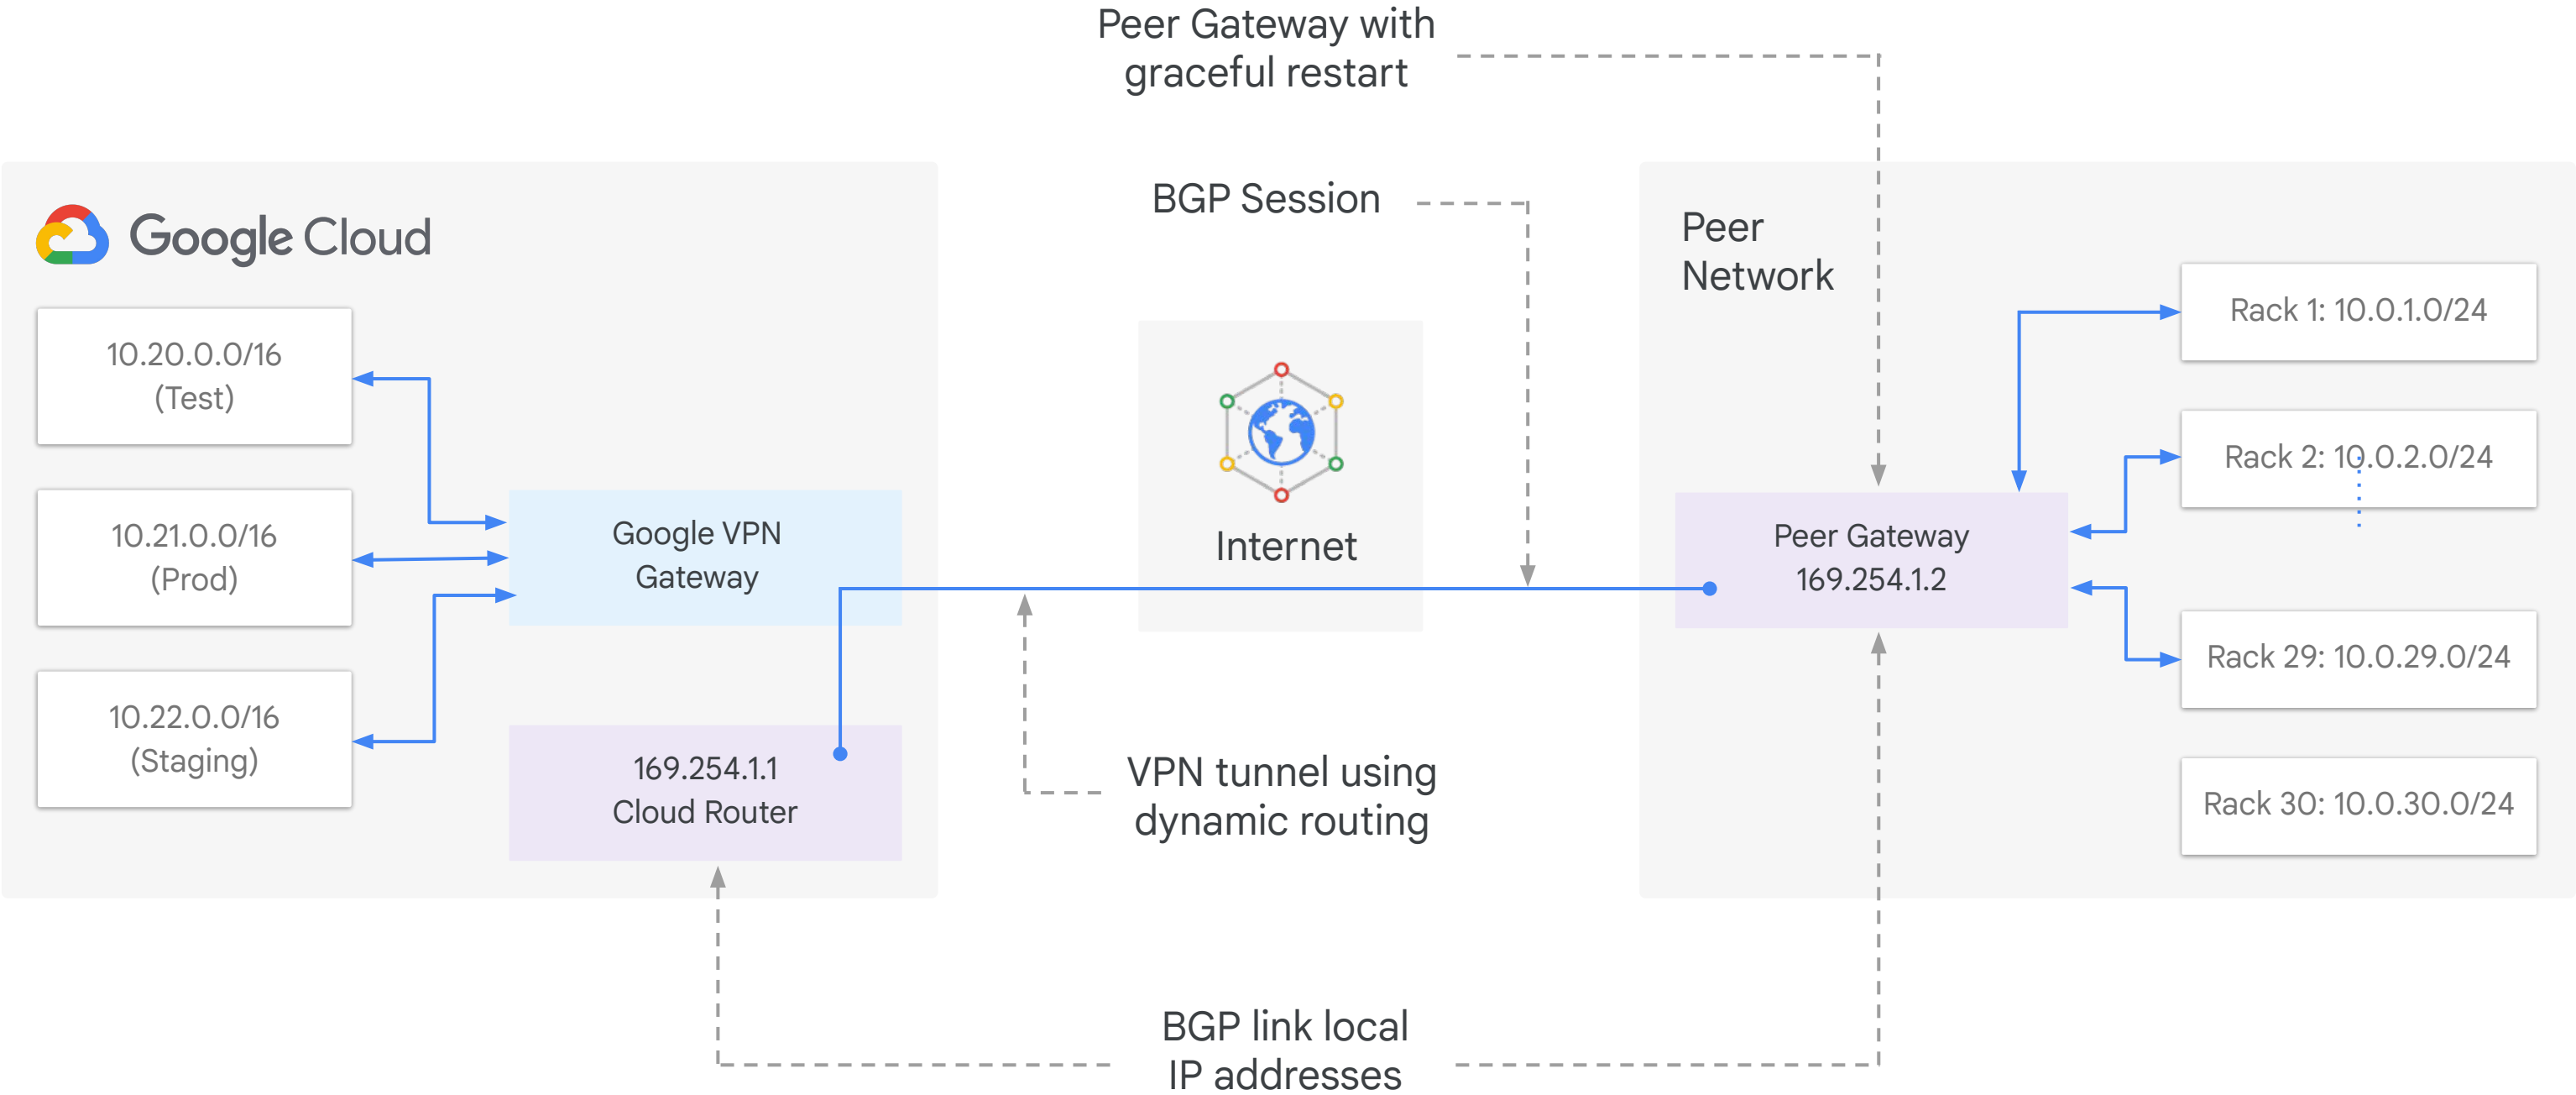 Peer Gateway with
graceful restart
BGP Session
Google Cloud
Peer
Network
10.20.0.0/16
(Test)
10.21.0.0/16
(Prod)
10.22.0.0/16
(Staging)
Google VPN
Gateway
169.254.1.1
Cloud Router
Internet
VPN tunnel using
dynamic routing
Peer Gateway
169.254.1.2
Rack 1: 10.0.1.0/24
Rack 2: 10.0.2.0/24
Rack 29: 10.0.29.0/24
Rack 30: 10.0.30.0/24
BGP link local
IP addresses